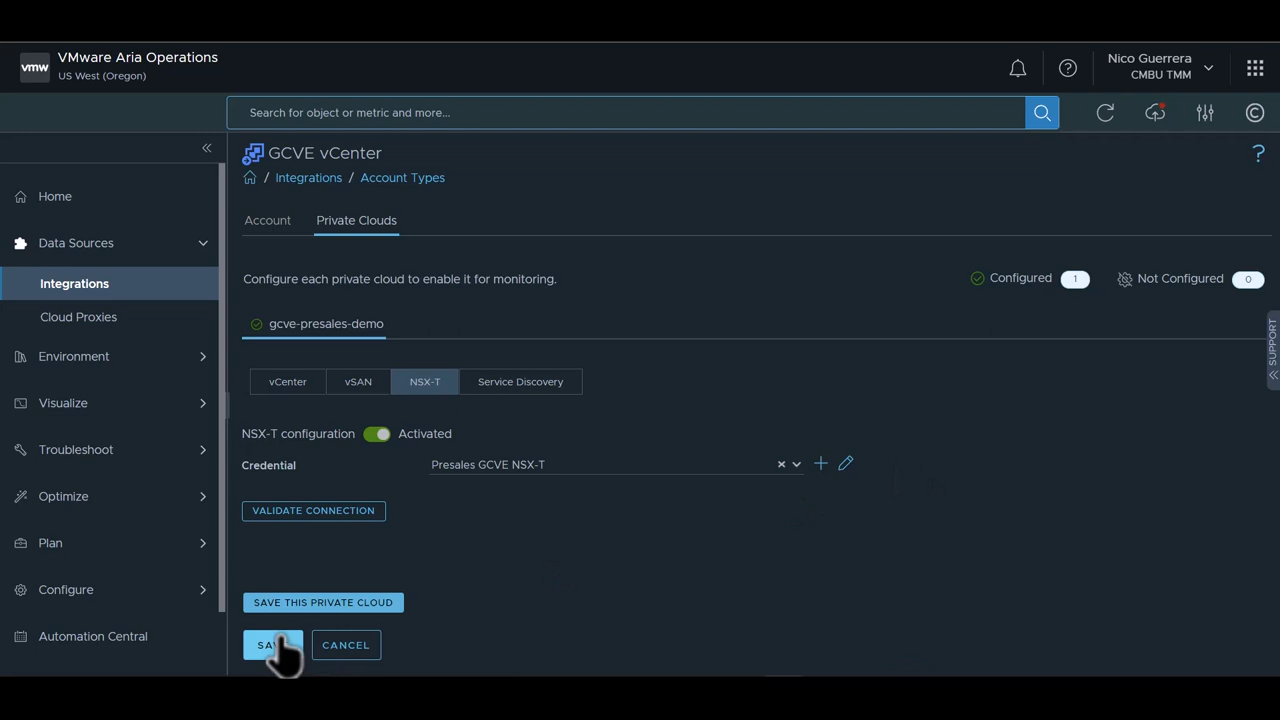 vmw
VMware Aria Operations
US West (Oregon)
Nico Guerrera
CMBU TMM
Search for object or metric and more...
Home
Data Sources
Integrations
Cloud Proxies
Environment
Visualize
Troubleshoot
Optimize
Plan
Configure
Automation Central
GCVE vCenter
/ Integrations / Account Types
Account
Private Clouds
Configure each private cloud to enable it for monitoring.
Configured 1
Not Configured 0
gcve-presales-demo
vCenter
vSAN
NSX-T
Service Discovery
NSX-T configuration Activated
Credential
Presales GCVE NSX-T
VALIDATE CONNECTION
SAVE THIS PRIVATE CLOUD
CANCEL
SUPPORT